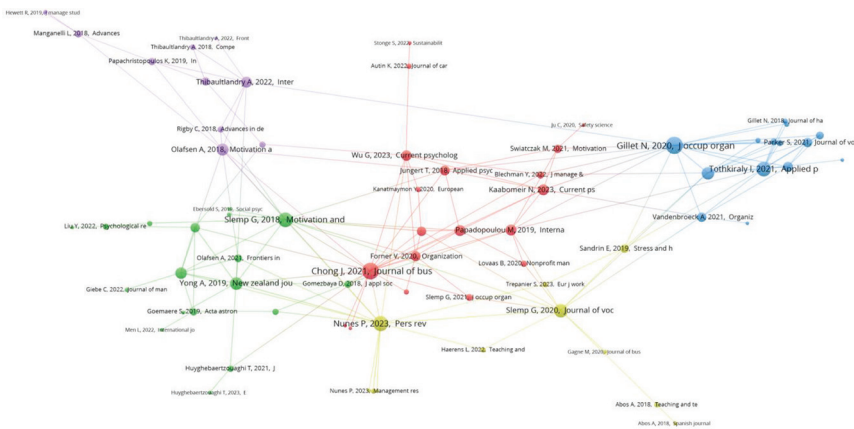 Hewett R, 2019, J manage stud
Manganelli L, 2018, Advances
Thibaultlandry A, 2022, Front
Thibaultlandry A, 2018, Compe
Papachristopoulos K, 2019, In
Thibaultlandry A, 2022, Inter
Stonge S, 2022, Sustainabilit
Autin K, 2022, Journal of car
Rigby C, 2018, Advances in de
Olafsen A, 2018, Motivation a
Ju C, 2020, Safety science
Gillet N, 2018, Journal of ha
Wu G, 2023, Current psycholog
Swiatczak M, 2021, Motivation
Gillet N, 2020, J occup organ
Parker S, 2021, Journal of vo
Jungert T, 2018, Applied psyc
Blechman Y, 2022, J manage &
Tothkiraly I, 2021, Applied p
Kanatmaymon Y, 2020, European
Kaabomeir N, 2023, Current ps
Ebersold S, 2019, Social psyc
Slemp G, 2018, Motivation and
Vandenbroeck A, 2021, Organiz
Liu Y, 2022, Psychological re
Papadopoulou M, 2019, Interna
Sandrin E, 2019, Stress and h
Olafsen A, 2021, Frontiers in
Forner V, 2020, Organization
Lovaas B, 2020, Nonprofit man
Chong J, 2021, Journal of bus
Yong A, 2019, New zealand jou
Gomezbaya D, 2018, J appl soc
Trepanier S, 2023, Eur j work
Giebe C, 2022, Journal of man
Slemp G, 2021, J occup organ
Goemaere S, 2019, Acta astron
Slemp G, 2020, Journal of voc
Nunes P, 2023, Pers rev
Men L, 2022, International jo
Haerens L, 2022, Teaching and
Gagne M, 2020, Journal of bus
Huyghebaertzouaghi T, 2021, J
Huyghebaertzouaghi T, 2023, E
Nunes P, 2023, Management res
Abos A, 2018, Teaching and te
Abos A, 2018, Spanish journal